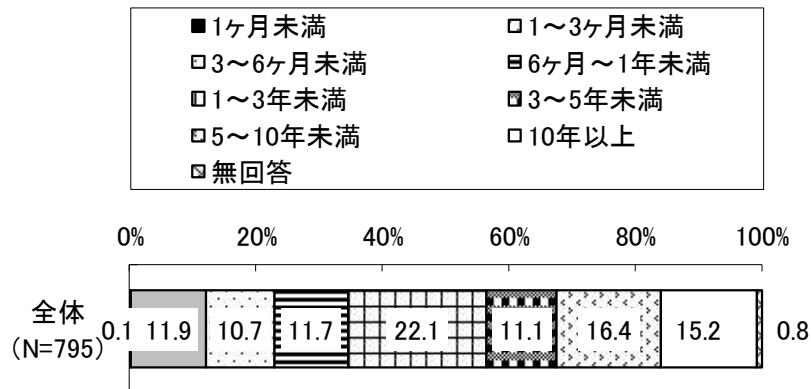 ■1ヶ月未満 □1～3ヶ月未満
□3～6ヶ月未満 6ヶ月～1年未満
1～3年未満 3～5年未満
5～10年未満 □10年以上
無回答
0% 20% 40% 60% 80% 100%
全体
(N=795)
0.1 11.9 10.7 11.7 22.1 11.1 16.4 15.2 0.8